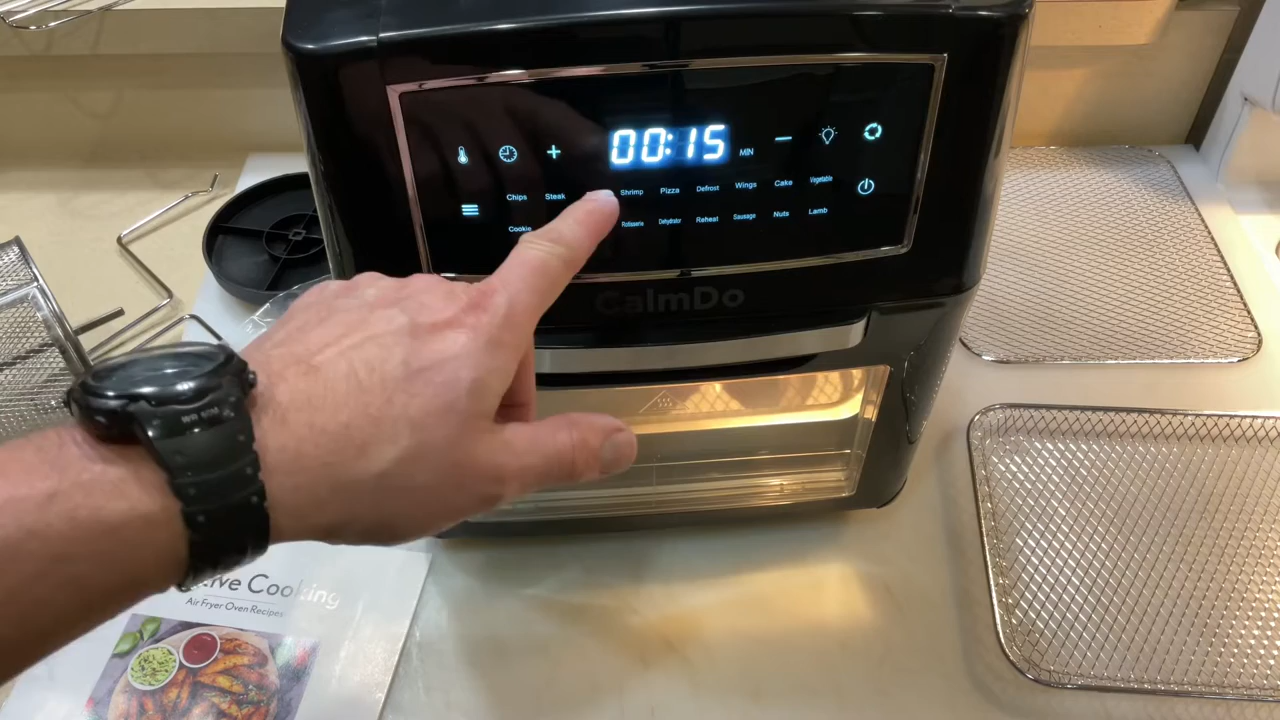 00:15 MIN
Chips Steak Shrimp Pizza Defrost Wings Cake Vegetable
Cookie Rotisserie Dehydrator Reheat Sausage Nuts Lamb
CalmDo
Cooking
Air Fryer Oven Recipes